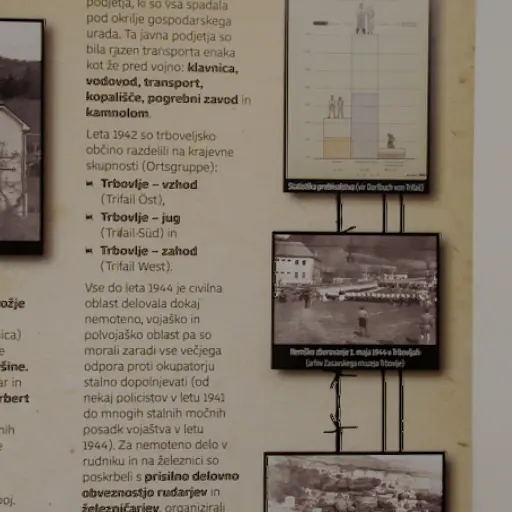 podjetja, ki so vsa spadala
pod okrilje gospodarskega
urada. Ta javna podjetja so
bila razen transporta enaka
kot že pred vojno: klavnica,
vodovod, transport,
kopališče, pogrebni zavod in
kamnolom.
Leta 1942 so trboveljsko
občino razdelili na krajevne
skupnosti (Ortsgruppe):
Trbovlje – vzhod
(Trifail Ost),
Trbovlje – jug
(Trifail-Süd) in
Trbovlje – zahod
(Trifail West).
Vse do leta 1944 je civilna
oblast delovala dokaj
nemoteno, vojaško in
polvojaško oblast pa so
morali zaradi vse večjega
odpora proti okupatorju
stalno dopolnjevati (od
nekaj policistov v letu 1941
do mnogih stalnih močnih
posadk vojaštva v letu
1944). Za nemoteno delo v
rudniku in na železnici so
poskrbeli s prisilno delovno
obveznostjo rudarjev in
železničarjev, organizirali
Statistika prebivalstva (vir Dorfbuch von Trifail)
Nemško zborovanje 1. maja 1944 v Trbovljah
(arhiv Zasavskega muzeja Trbovlje)
ožje
ica)
e
šine.
ar in
rbert
nih
e
poj.